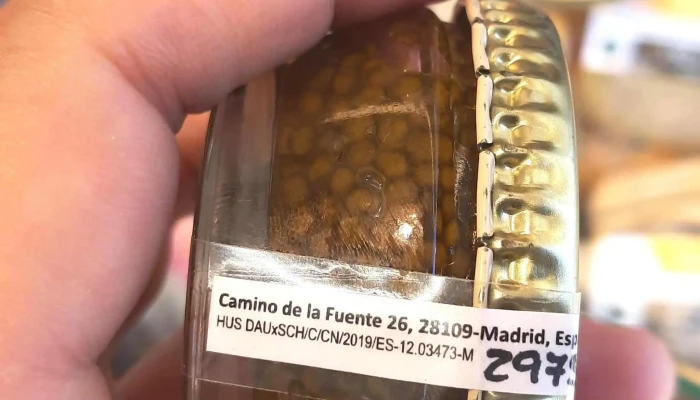 Camino de la Fuente 26, 28109-Madrid, Esp
HUS DAUxSCH/C/CN/2019/ES-12.03473-M
297